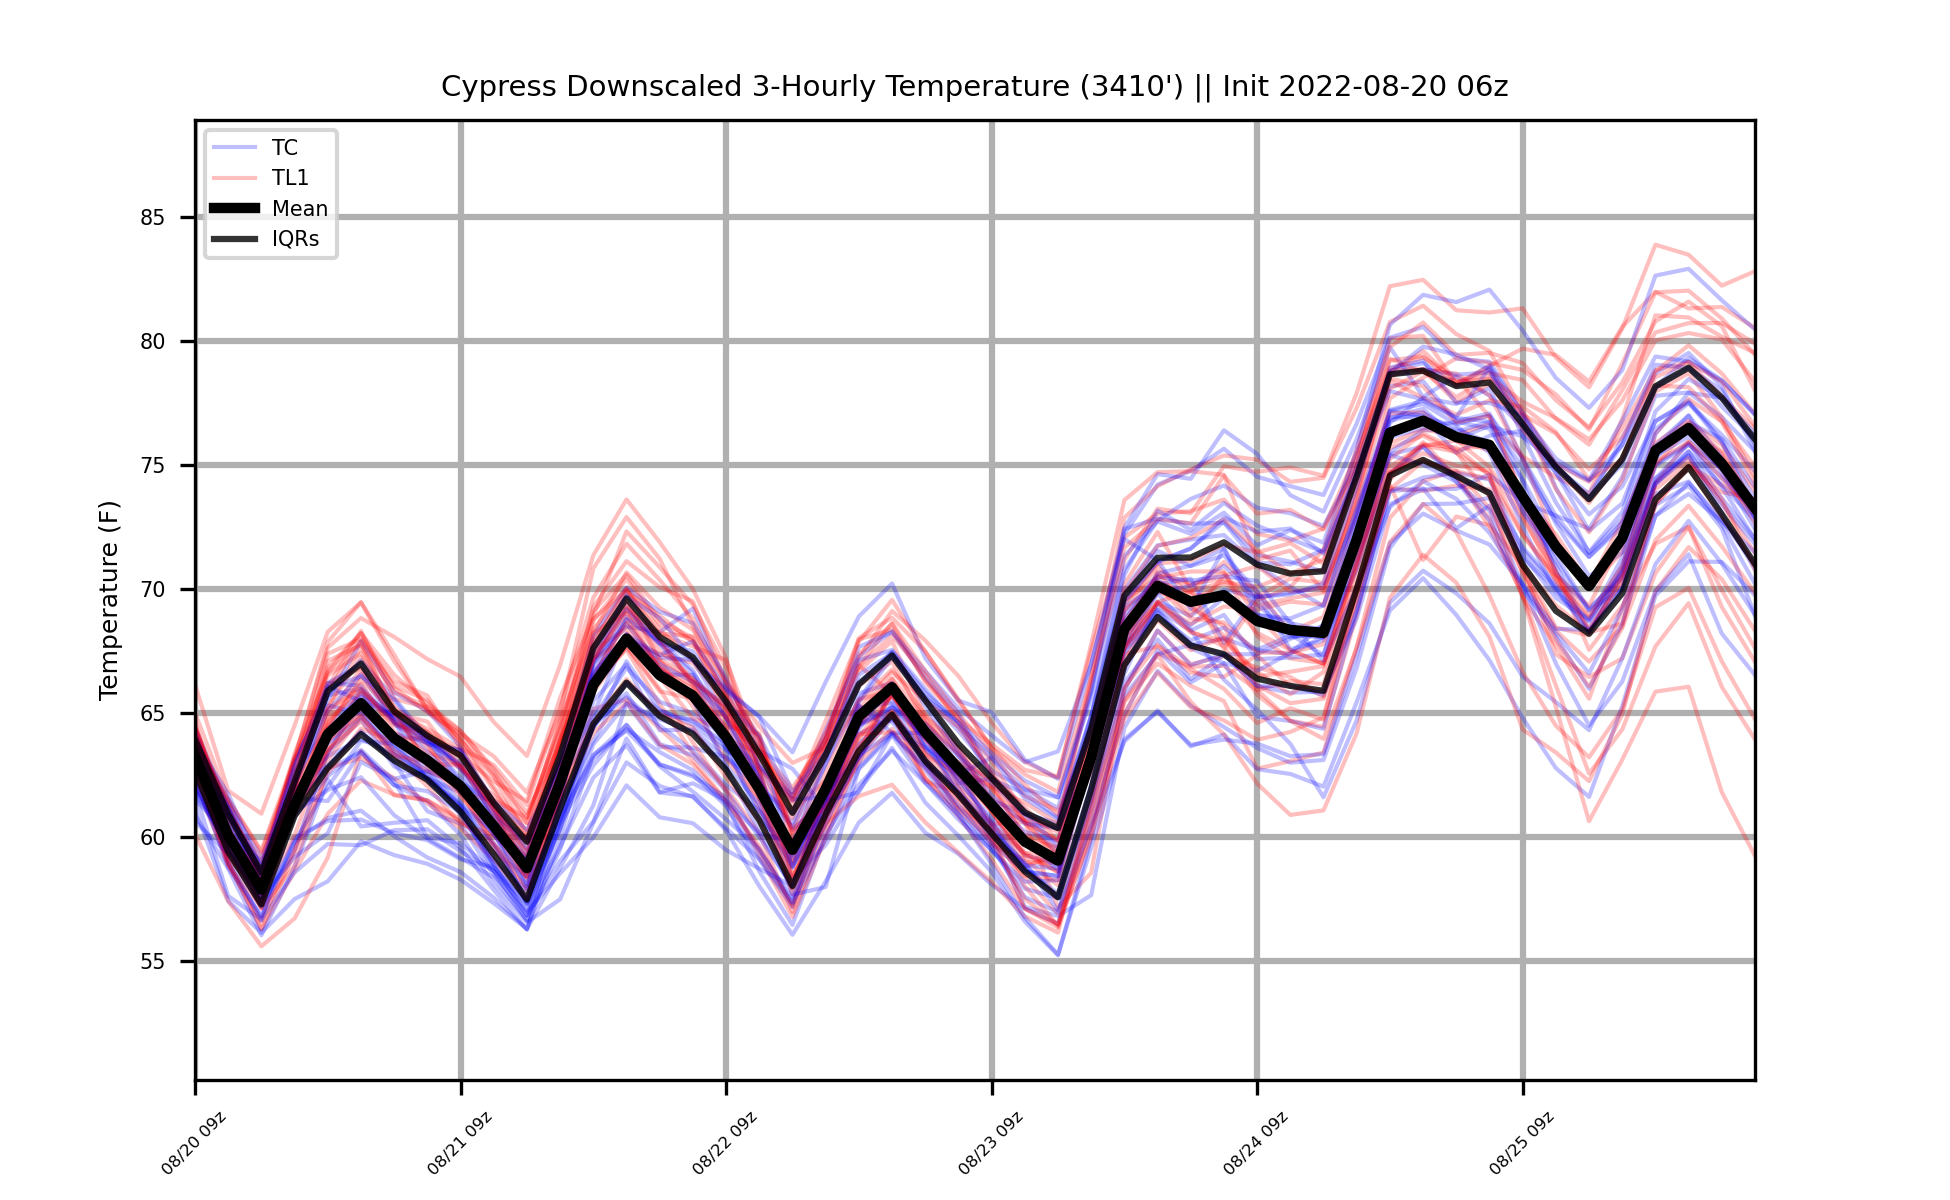 Cypress Downscaled 3-Hourly Temperature (3410') || Init 2022-08-20 06z
TC
TL1
Mean
IQRs
Temperature (F)
85
80
75
70
65
60
55
08/20 09z
08/21 09z
08/22 09z
08/23 09z
08/24 09z
08/25 09z